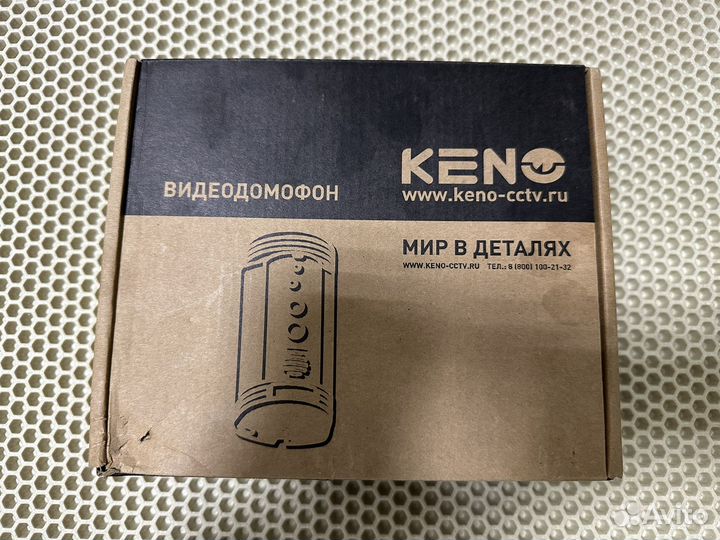 KENO
ВИДЕОДОМОФОН
www.keno-cctv.ru
МИР В ДЕТАЛЯХ
WWW.KENO-CCTV.RU ТЕЛ.: 8 (800) 100-21-32
Avito